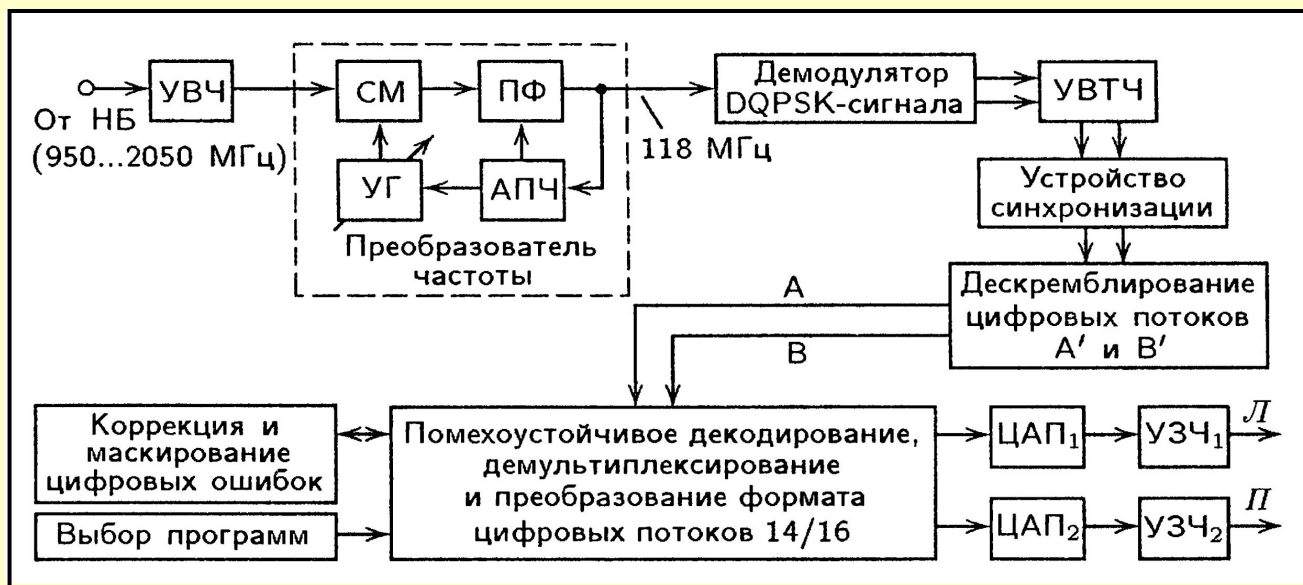 От НБ
(950...2050 МГц)
УВЧ
СМ
ПФ
УГ
АПЧ
Преобразователь
частоты
118 МГц
Демодулятор
DQPSK-сигнала
УВТЧ
Устройство
синхронизации
Дескремблирование
цифровых потоков
A′ и B′
A
B
Коррекция и
маскирование
цифровых ошибок
Выбор программ
Помехоустойчивое декодирование,
демультиплексирование
и преобразование формата
цифровых потоков 14/16
ЦАП₁
УЗЧ₁
Л
ЦАП₂
УЗЧ₂
П